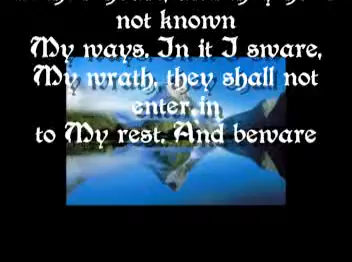 not known
My ways. In it I sware,
My wrath, they shall not
enter in
to My rest. And beware